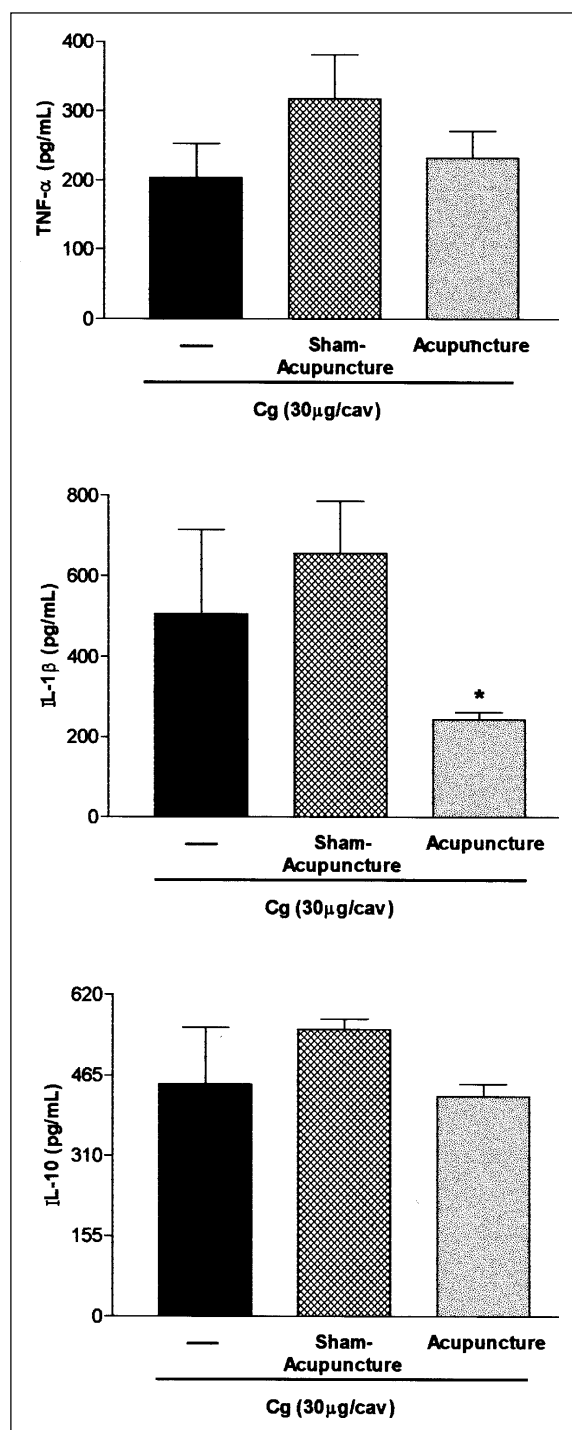 400
300
200
100
0
TNF-α (pg/mL)
—
Sham-
Acupuncture
Acupuncture
Cg (30μg/cav)
800
600
400
200
0
IL-1β (pg/mL)
*
—
Sham-
Acupuncture
Acupuncture
Cg (30μg/cav)
620
465
310
155
0
IL-10 (pg/mL)
—
Sham-
Acupuncture
Acupuncture
Cg (30μg/cav)